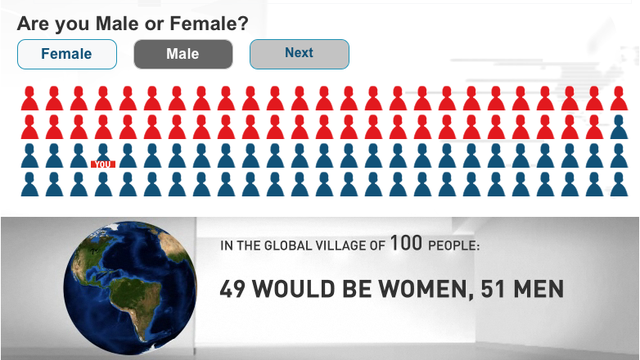 Are you Male or Female?
Female Male Next
YOU
IN THE GLOBAL VILLAGE OF 100 PEOPLE:
49 WOULD BE WOMEN, 51 MEN